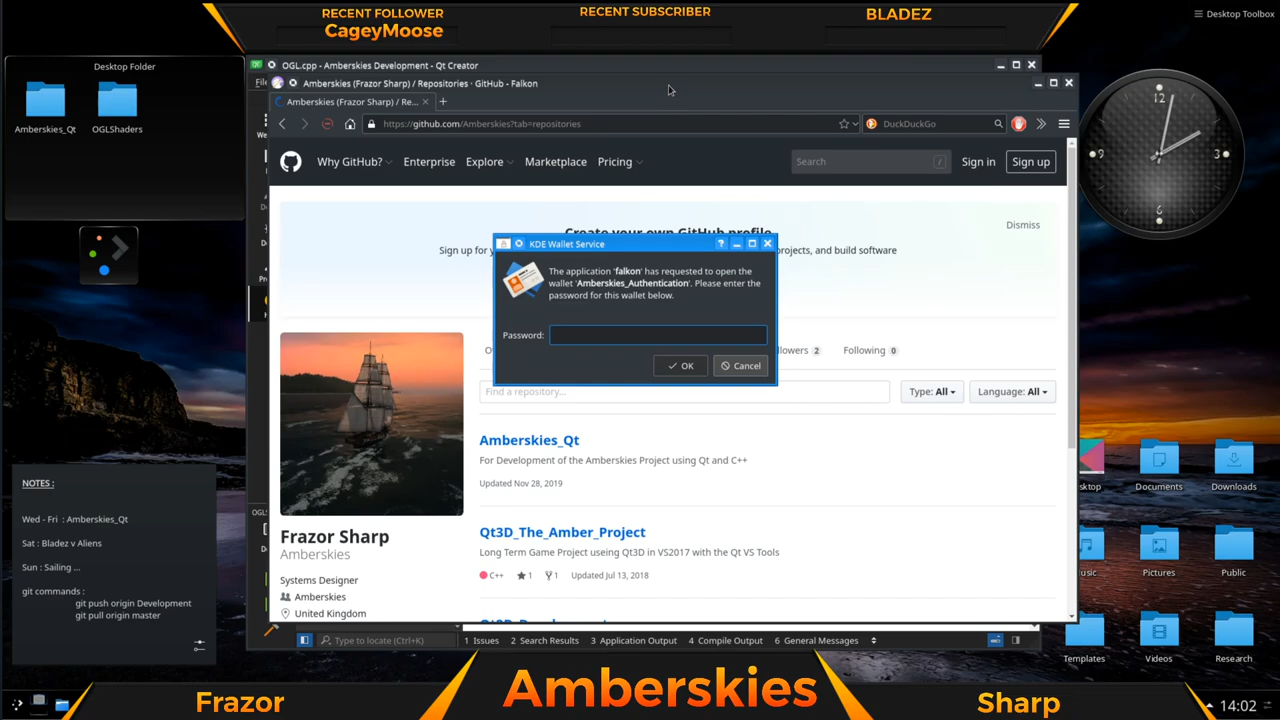 RECENT FOLLOWER
CageyMoose
RECENT SUBSCRIBER
BLADEZ
Desktop Toolbox
Desktop Folder
Amberskies_Qt
OGLShaders
OGL.cpp - Amberskies Development - Qt Creator
Amberskies (Frazor Sharp) / Repositories · GitHub - Falkon
Amberskies (Frazor Sharp) / Re...
https://github.com/Amberskies?tab=repositories
DuckDuckGo
Why GitHub?
Enterprise
Explore
Marketplace
Pricing
Search
/
Sign in
Sign up
Create your own GitHub profile
Dismiss
KDE Wallet Service
The application 'falkon' has requested to open the
wallet 'Amberskies_Authentication'. Please enter the
password for this wallet below.
Password:
OK
Cancel
2
Following 0
Find a repository...
Type: All
Language: All
Amberskies_Qt
For Development of the Amberskies Project using Qt and C++
Updated Nov 28, 2019
Qt3D_The_Amber_Project
Long Term Game Project useing Qt3D in VS2017 with the Qt VS Tools
C++
1
1
Updated Jul 13, 2018
Frazor Sharp
Amberskies
Systems Designer
Amberskies
United Kingdom
NOTES :
Wed - Fri : Amberskies_Qt
Sat : Bladez v Aliens
Sun : Sailing ...
git commands :
git push origin Development
git pull origin master
12
3
6
9
Documents
Downloads
Pictures
Public
Templates
Videos
Research
Type to locate (Ctrl+K)
1 Issues
2 Search Results
3 Application Output
4 Compile Output
6 General Messages
Frazor
Amberskies
Sharp
14:02